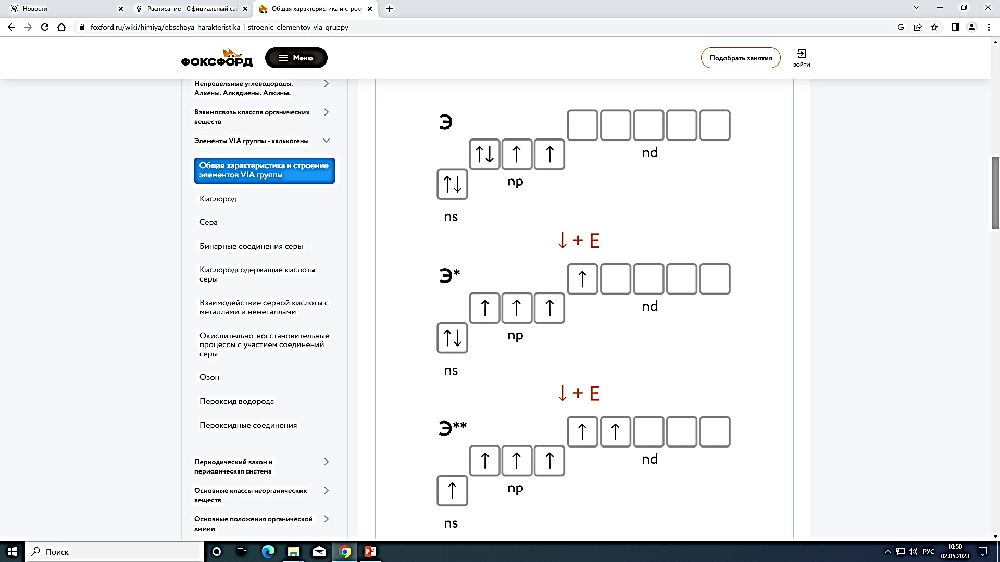 Новости
Расписание - Официальный сай
Общая характеристика и строен
foxford.ru/wiki/himiya/obschaya-harakteristika-i-stroenie-elementov-via-gruppy
ФОКСФОРД
Меню
Подобрать занятия
войти
Непредельные углеводороды.
Алкены. Алкадиены. Алкины.
Взаимосвязь классов органических
веществ
Элементы VIA группы - халькогены
Общая характеристика и строение
элементов VIA группы
Кислород
Сера
Бинарные соединения серы
Кислородсодержащие кислоты
серы
Взаимодействие серной кислоты с
металлами и неметаллами
Окислительно-восстановительные
процессы с участием соединений
серы
Озон
Пероксид водорода
Пероксидные соединения
Периодический закон и
периодическая система
Основные классы неорганических
веществ
Основные положения органической
химии
Э
↑↓ ↑ ↑
nd
↑↓
np
ns
↓ + E
Э*
↑
↑ ↑ ↑
nd
↑↓
np
ns
↓ + E
Э**
↑ ↑
↑ ↑ ↑
nd
↑
np
ns
Поиск
РУС
10:50
02.05.2023